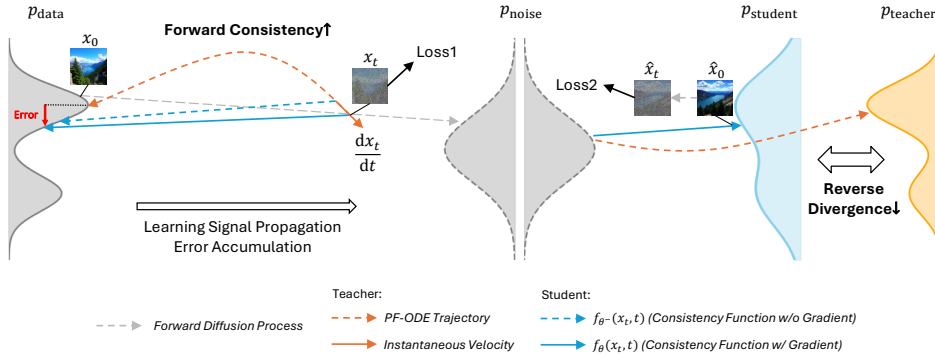 p_data
p_noise
p_student
p_teacher
x_0
Forward Consistency↑
x_t
Loss1
Loss2
x̂_t
x̂_0
Error
dx_t
dt
Reverse
Divergence↓
Learning Signal Propagation
Error Accumulation
Teacher:
Student:
Forward Diffusion Process
PF-ODE Trajectory
f_θ⁻(x_t, t) (Consistency Function w/o Gradient)
Instantaneous Velocity
f_θ(x_t, t) (Consistency Function w/ Gradient)